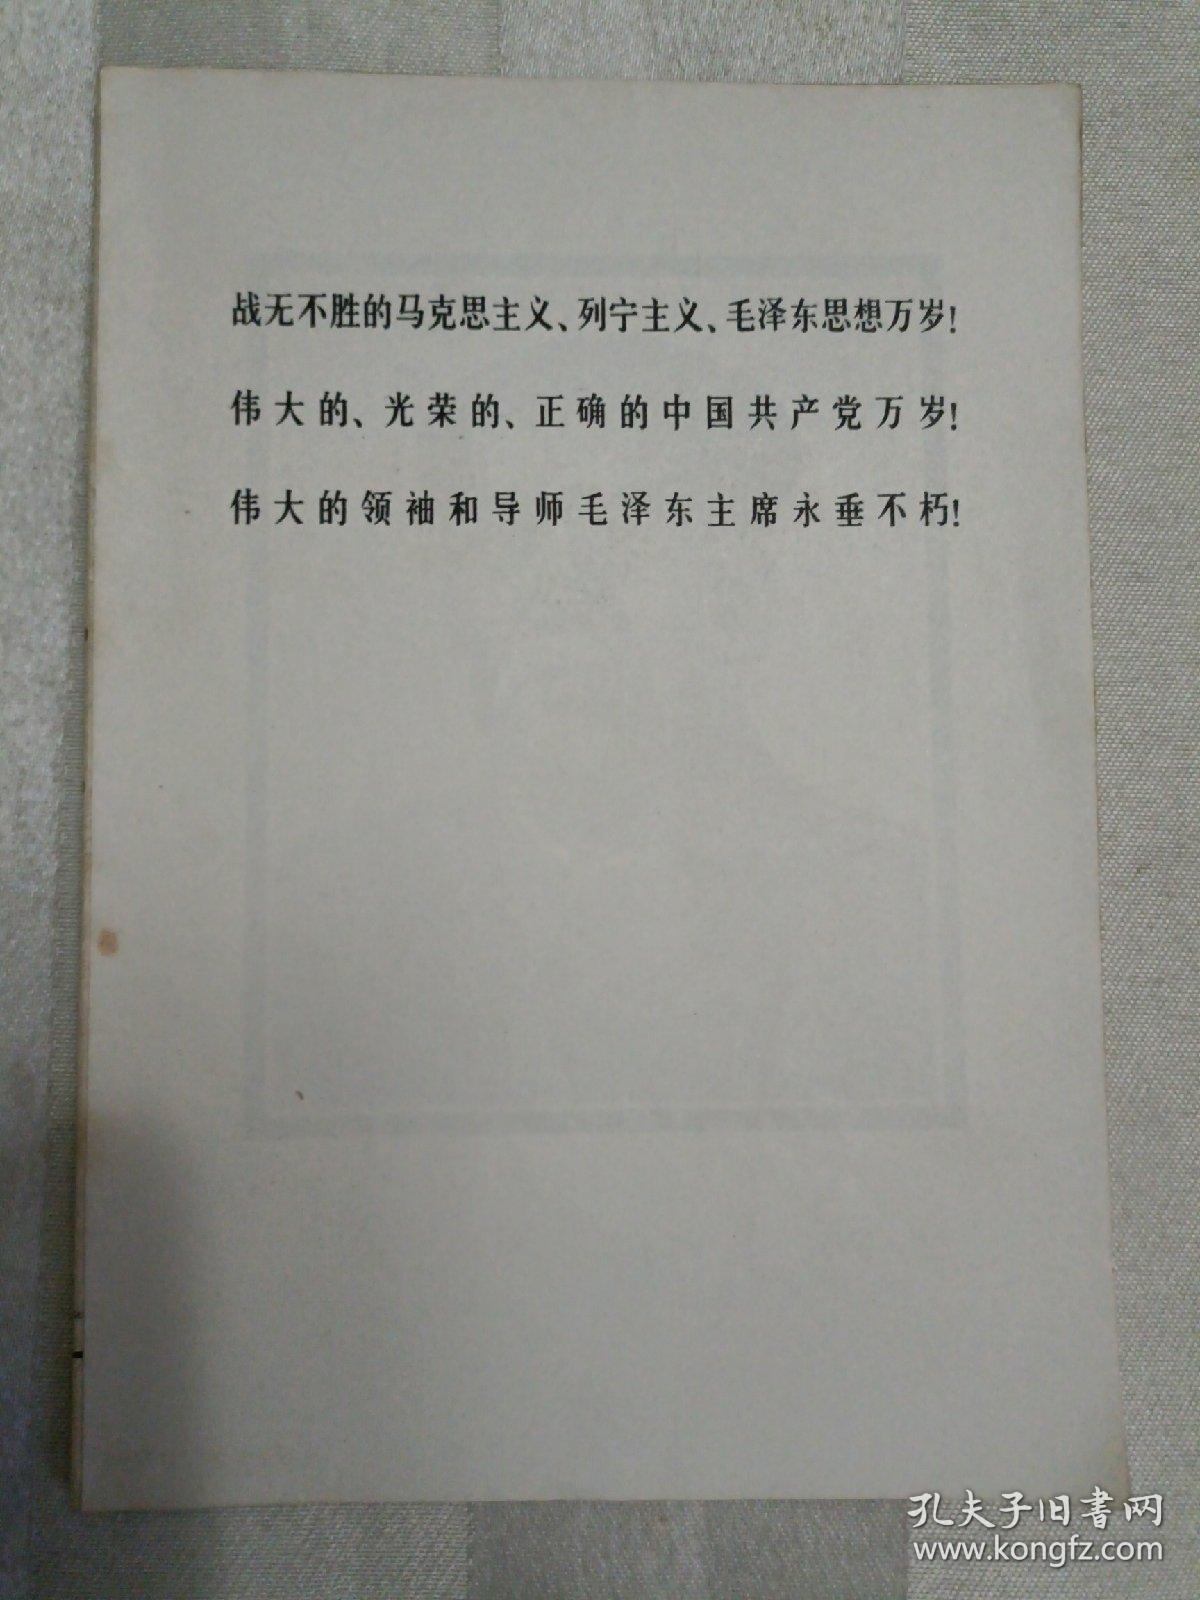 战无不胜的马克思主义、列宁主义、毛泽东思想万岁！
伟大的、光荣的、正确的中国共产党万岁！
伟大的领袖和导师毛泽东主席永垂不朽！
孔夫子旧书网
www.kongfz.com